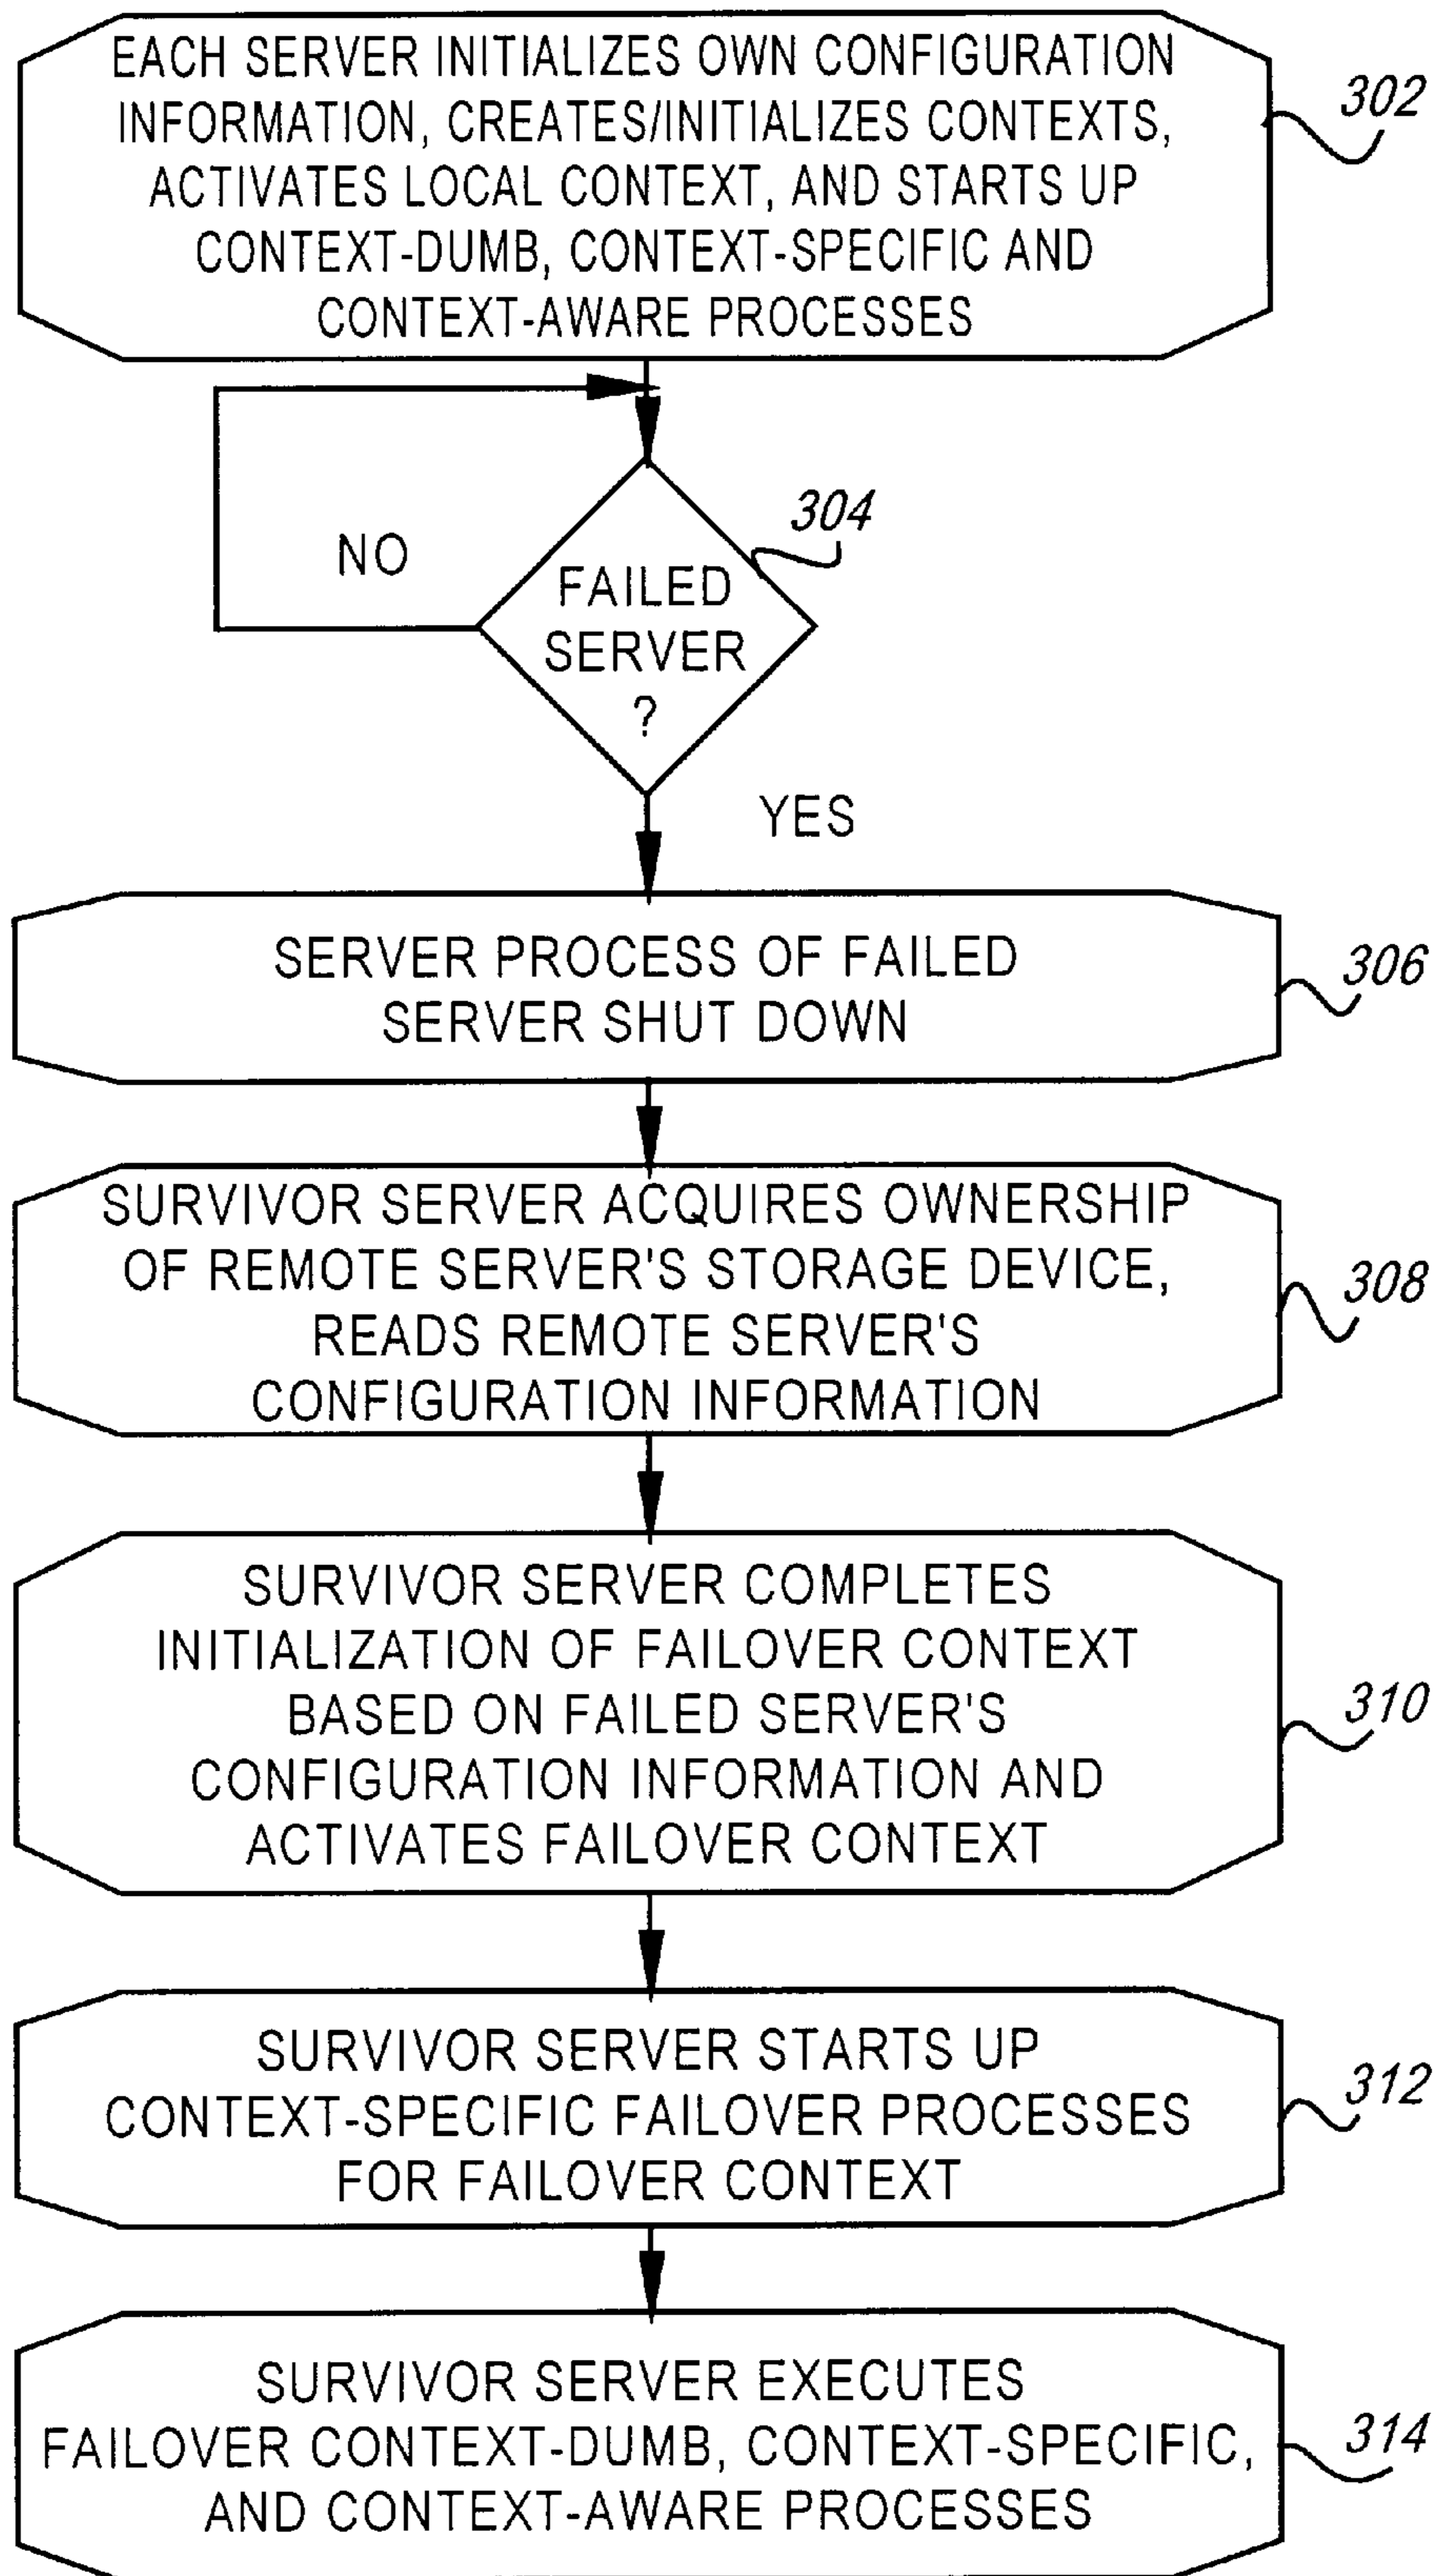 EACH SERVER INITIALIZES OWN CONFIGURATION
INFORMATION, CREATES/INITIALIZES CONTEXTS,
ACTIVATES LOCAL CONTEXT, AND STARTS UP
CONTEXT-DUMB, CONTEXT-SPECIFIC AND
CONTEXT-AWARE PROCESSES
302
304
NO
FAILED
SERVER
?
YES
SERVER PROCESS OF FAILED
SERVER SHUT DOWN
306
SURVIVOR SERVER ACQUIRES OWNERSHIP
OF REMOTE SERVER'S STORAGE DEVICE,
READS REMOTE SERVER'S
CONFIGURATION INFORMATION
308
SURVIVOR SERVER COMPLETES
INITIALIZATION OF FAILOVER CONTEXT
BASED ON FAILED SERVER'S
CONFIGURATION INFORMATION AND
ACTIVATES FAILOVER CONTEXT
310
SURVIVOR SERVER STARTS UP
CONTEXT-SPECIFIC FAILOVER PROCESSES
FOR FAILOVER CONTEXT
312
SURVIVOR SERVER EXECUTES
FAILOVER CONTEXT-DUMB, CONTEXT-SPECIFIC,
AND CONTEXT-AWARE PROCESSES
314